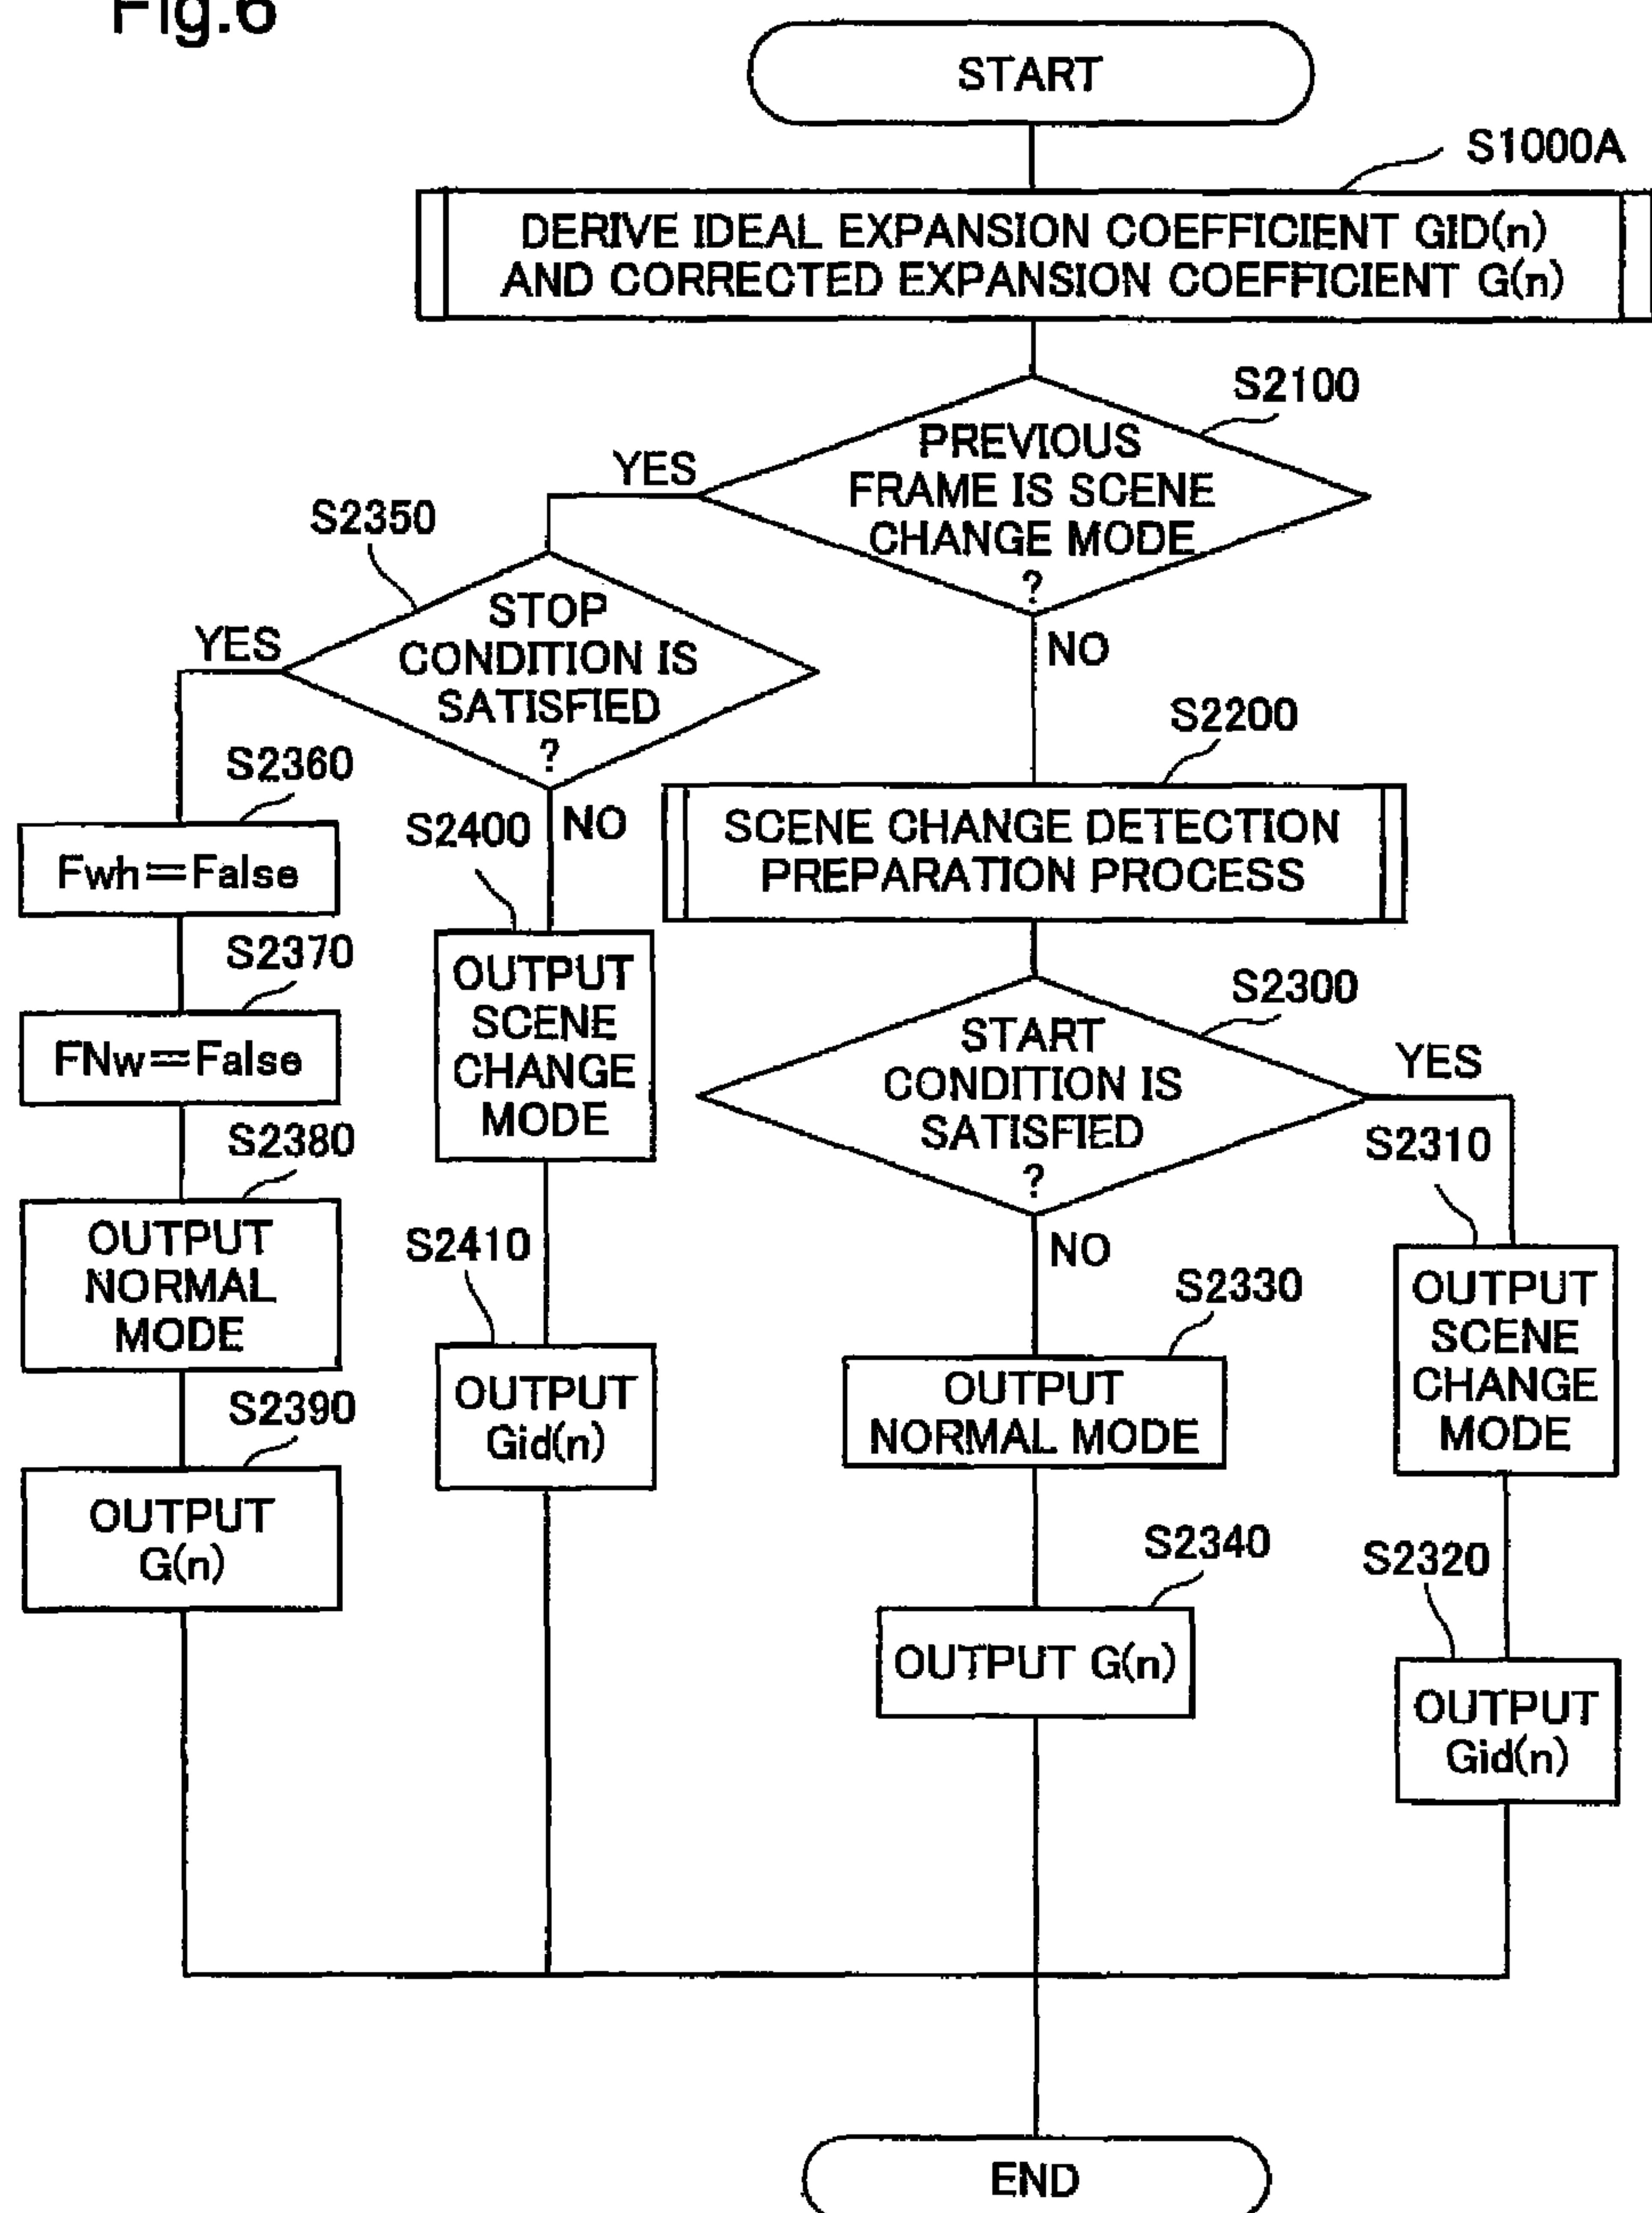 Fig.6
START
S1000A
DERIVE IDEAL EXPANSION COEFFICIENT GID(n)
AND CORRECTED EXPANSION COEFFICIENT G(n)
S2100
PREVIOUS
FRAME IS SCENE
CHANGE MODE
?
YES
NO
S2350
STOP
CONDITION IS
SATISFIED
?
YES
NO
S2360
Fwh=False
S2370
FNw=False
S2380
OUTPUT
NORMAL
MODE
S2390
OUTPUT
G(n)
S2400
OUTPUT
SCENE
CHANGE
MODE
S2410
OUTPUT
Gid(n)
S2200
SCENE CHANGE DETECTION
PREPARATION PROCESS
S2300
START
CONDITION IS
SATISFIED
?
YES
NO
S2330
OUTPUT
NORMAL MODE
S2340
OUTPUT G(n)
S2310
OUTPUT
SCENE
CHANGE
MODE
S2320
OUTPUT
Gid(n)
END